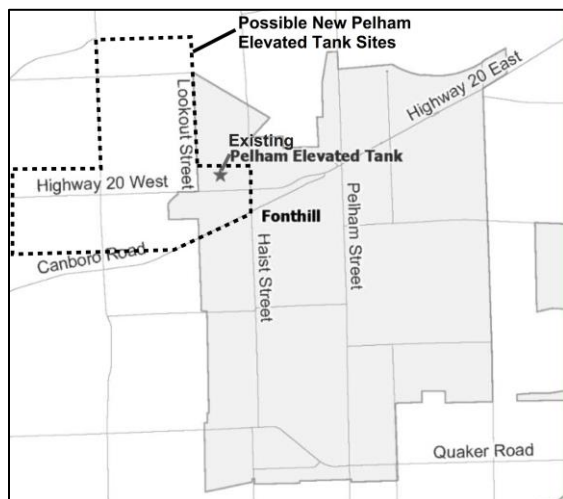 Possible New Pelham
Elevated Tank Sites
Highway 20 East
Lookout Street
Existing
Pelham Elevated Tank
Highway 20 West
Pelham Street
Fonthill
Canboro Road
Haist Street
Quaker Road